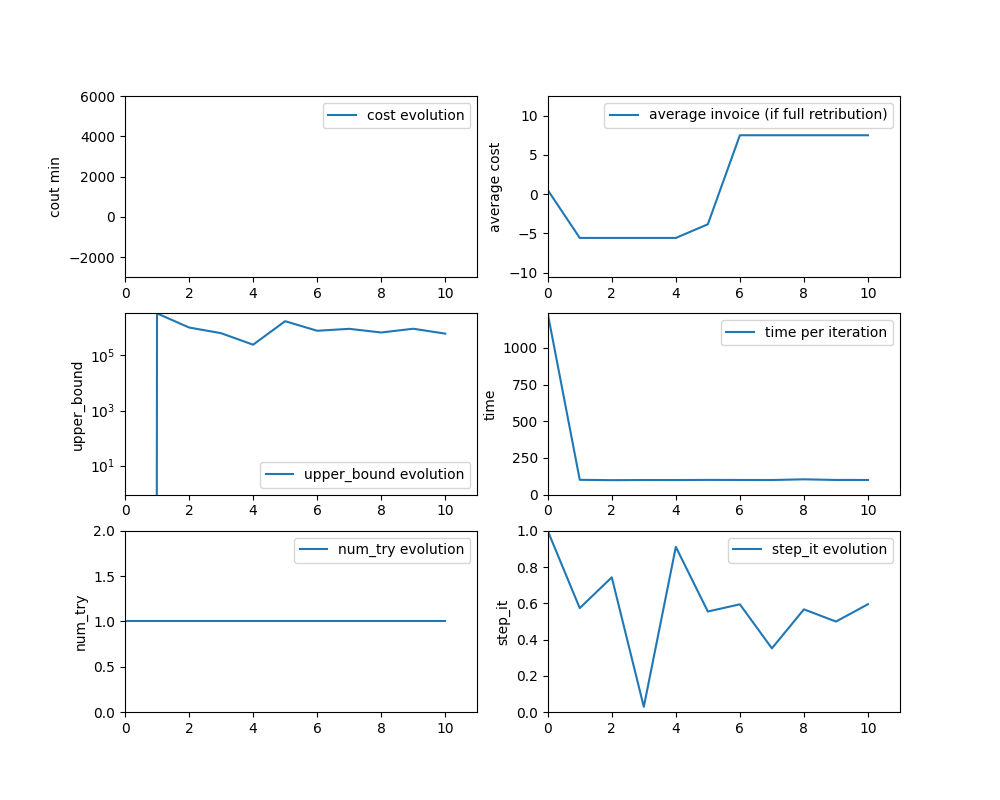 6000
4000
2000
0
−2000
cout min
cost evolution
0 2 4 6 8 10
10
5
0
−5
−10
average cost
average invoice (if full retribution)
0 2 4 6 8 10
10^5
10^3
10^1
upper_bound
upper_bound evolution
0 2 4 6 8 10
1000
750
500
250
0
time
time per iteration
0 2 4 6 8 10
2.0
1.5
1.0
0.5
0.0
num_try
num_try evolution
0 2 4 6 8 10
1.0
0.8
0.6
0.4
0.2
0.0
step_it
step_it evolution
0 2 4 6 8 10